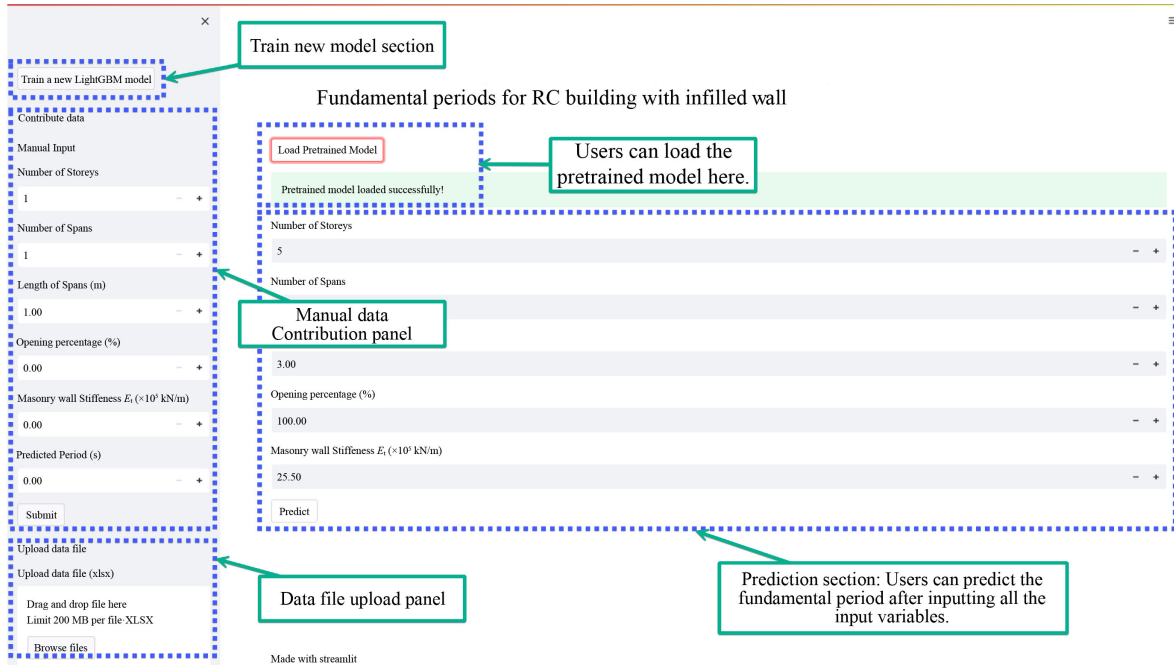 ×
Train new model section
Train a new LightGBM model
Contribute data
Manual Input
Number of Storeys
1
− +
Number of Spans
1
− +
Length of Spans (m)
1.00
− +
Opening percentage (%)
0.00
− +
Masonry wall Stiffeness Eₜ (×10⁵ kN/m)
0.00
− +
Predicted Period (s)
0.00
− +
Submit
Upload data file
Upload data file (xlsx)
Drag and drop file here
Limit 200 MB per file·XLSX
Browse files
Fundamental periods for RC building with infilled wall
Load Pretrained Model
Users can load the
pretrained model here.
Pretrained model loaded successfully!
Number of Storeys
5
− +
Number of Spans
− +
Manual data
Contribution panel
3.00
− +
Opening percentage (%)
100.00
− +
Masonry wall Stiffeness Eₜ (×10⁵ kN/m)
25.50
− +
Predict
Data file upload panel
Prediction section: Users can predict the
fundamental period after inputting all the
input variables.
Made with streamlit